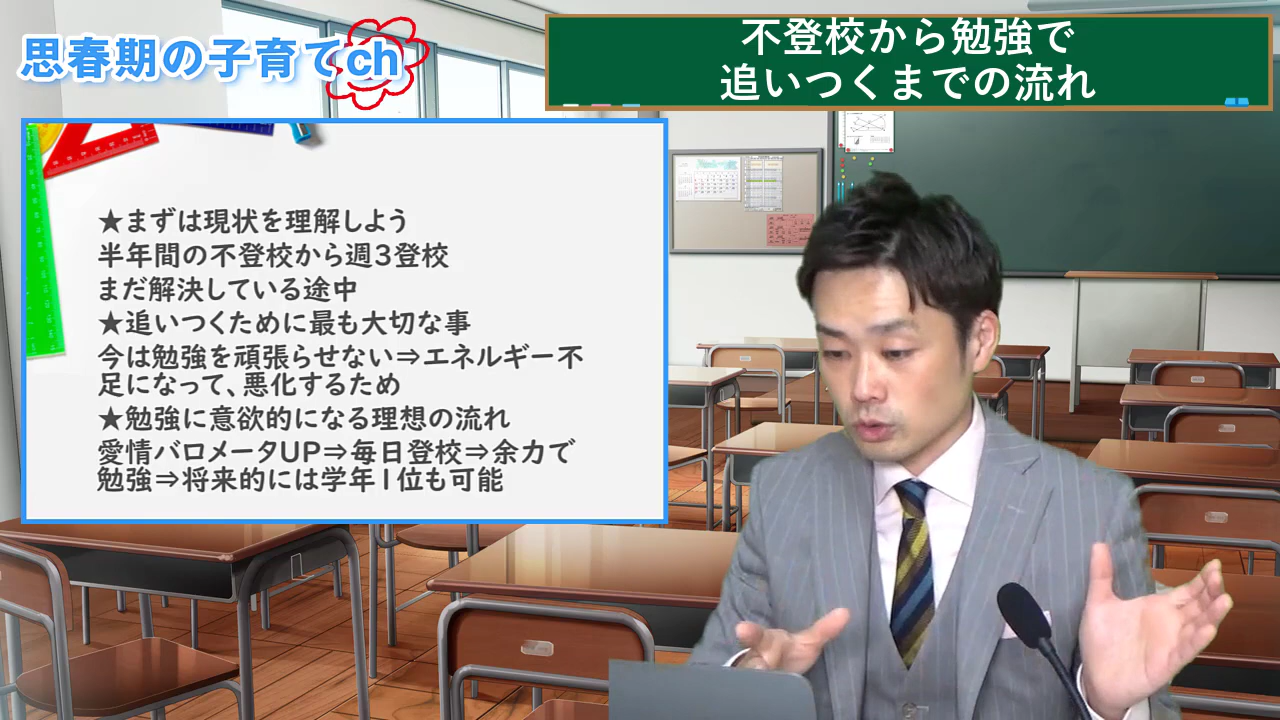 思春期の子育てch
不登校から勉強で
追いつくまでの流れ
★まずは現状を理解しよう
半年間の不登校から週3登校
まだ解決している途中
★追いつくために最も大切な事
今は勉強を頑張らせない⇒エネルギー不
足になって、悪化するため
★勉強に意欲的になる理想の流れ
愛情バロメータUP⇒毎日登校⇒余力で
勉強⇒将来的には学年1位も可能